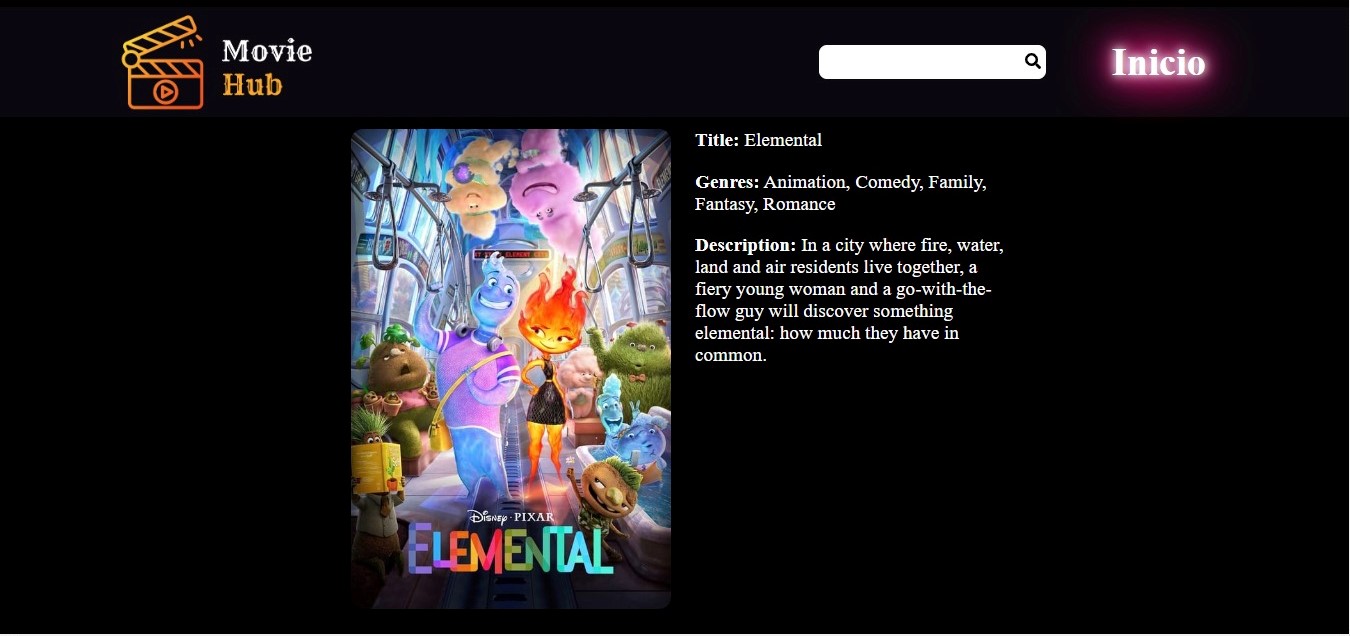 Movie
Hub
Inicio
Title: Elemental
Genres: Animation, Comedy, Family,
Fantasy, Romance
Description: In a city where fire, water,
land and air residents live together, a
fiery young woman and a go-with-the-
flow guy will discover something
elemental: how much they have in
common.
DISNEY · PIXAR
ELEMENTAL